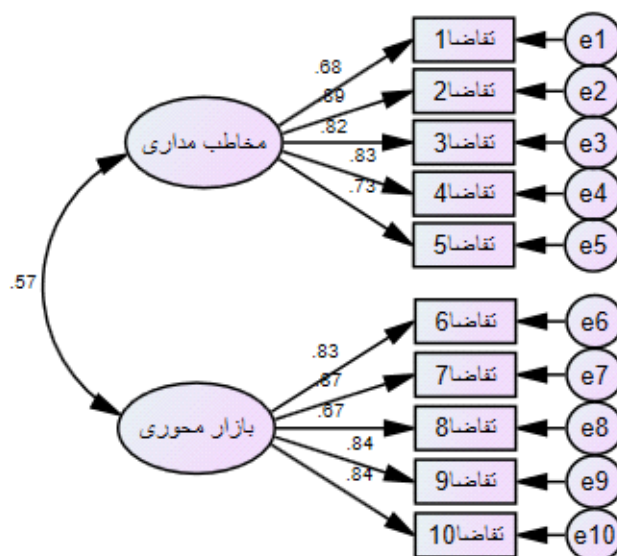 تقاضا1
e1
.68
تقاضا2
e2
.89
تقاضا3
e3
.82
مخاطب مداری
تقاضا4
e4
.83
تقاضا5
e5
.73
.57
تقاضا6
e6
.83
تقاضا7
e7
.87
تقاضا8
e8
.67
بازار محوری
تقاضا9
e9
.84
تقاضا10
e10
.84